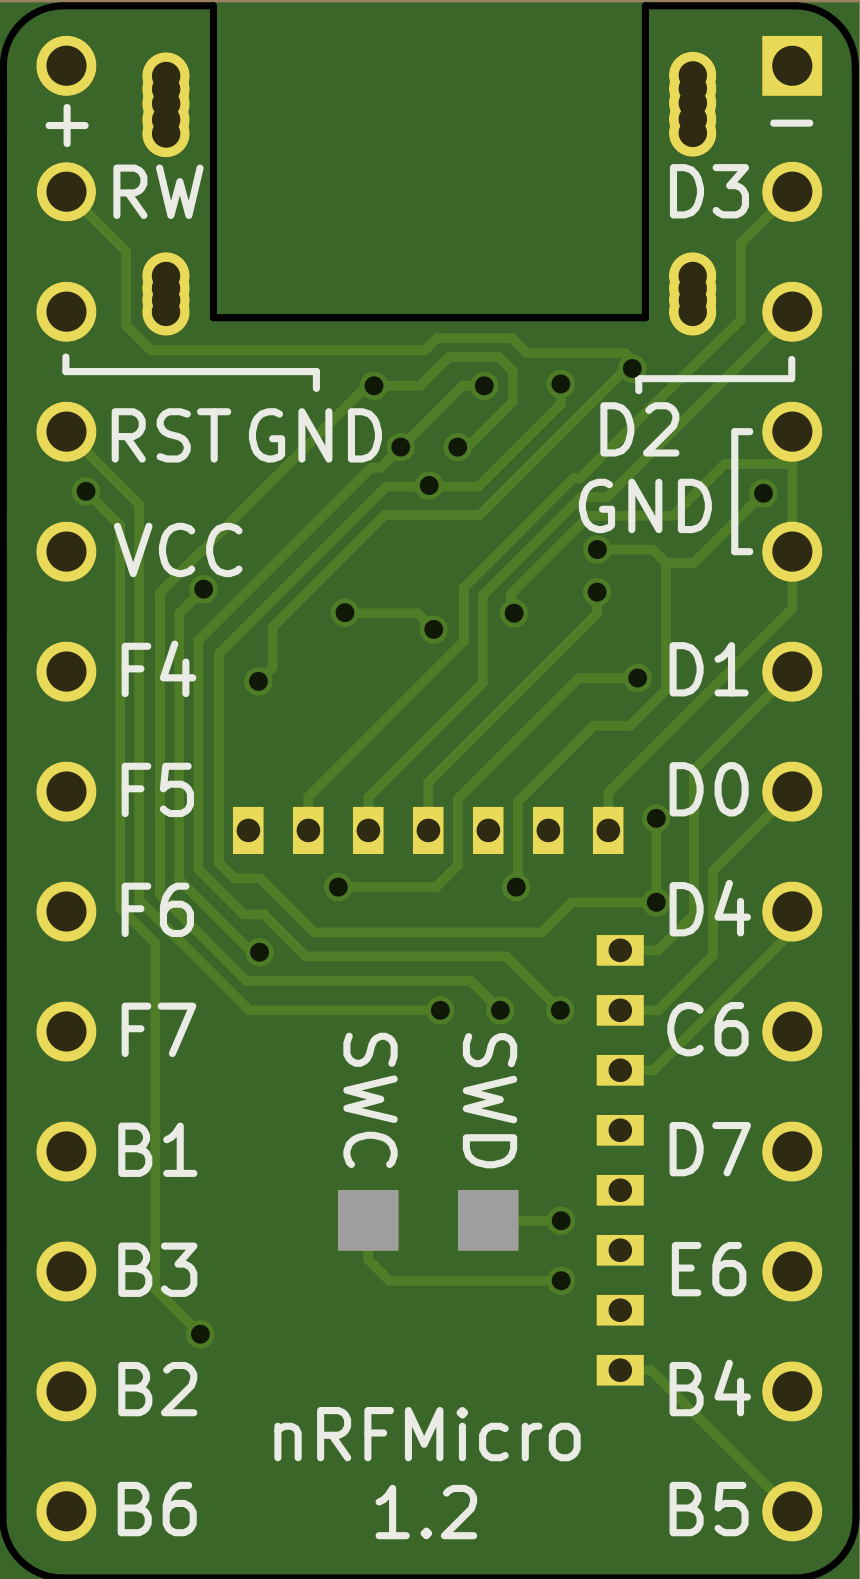 + −
RW D3
RST GND D2
GND
VCC
F4 D1
F5 D0
F6 D4
F7 C6
SWC SWD
B1 D7
B3 E6
B2 B4
nRFMicro
B6 1.2 B5